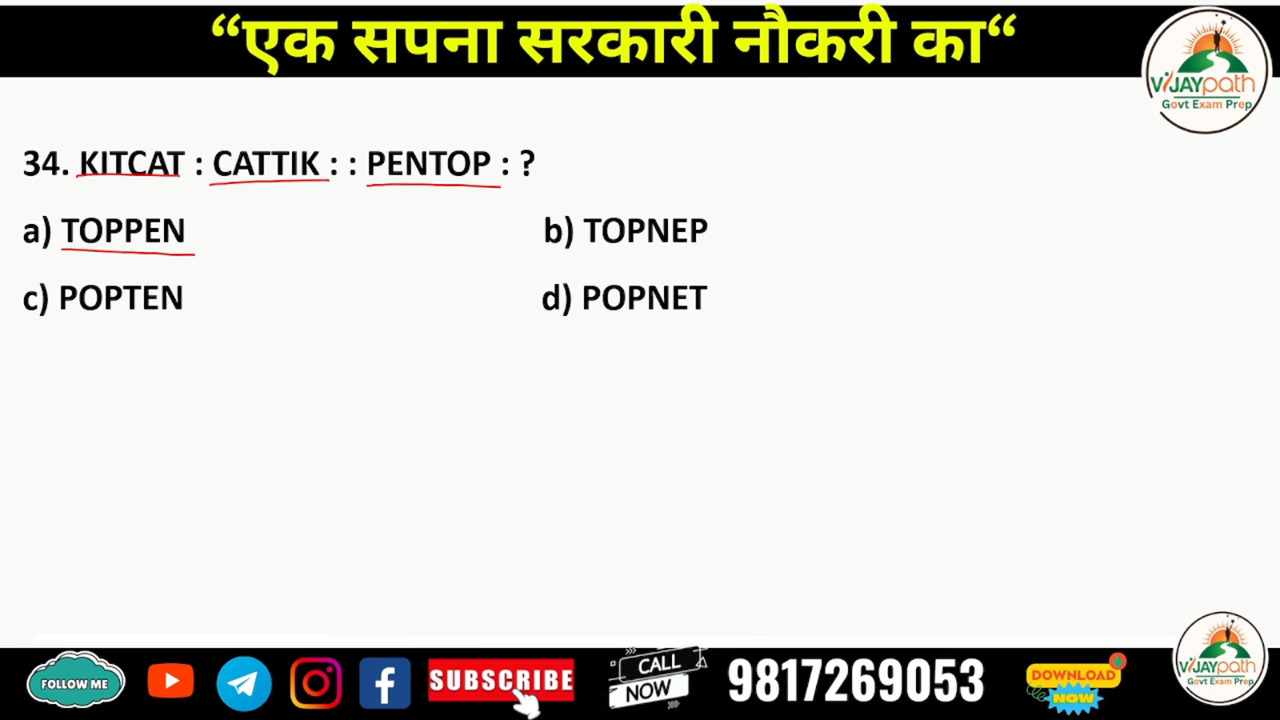 “एक सपना सरकारी नौकरी का“
ViJAYpath
Govt Exam Prep
34. KITCAT : CATTIK : : PENTOP : ?
a) TOPPEN b) TOPNEP
c) POPTEN d) POPNET
FOLLOW ME
SUBSCRIBE
CALL
NOW
9817269053
DOWNLOAD
NOW
ViJAYpath
Govt Exam Prep